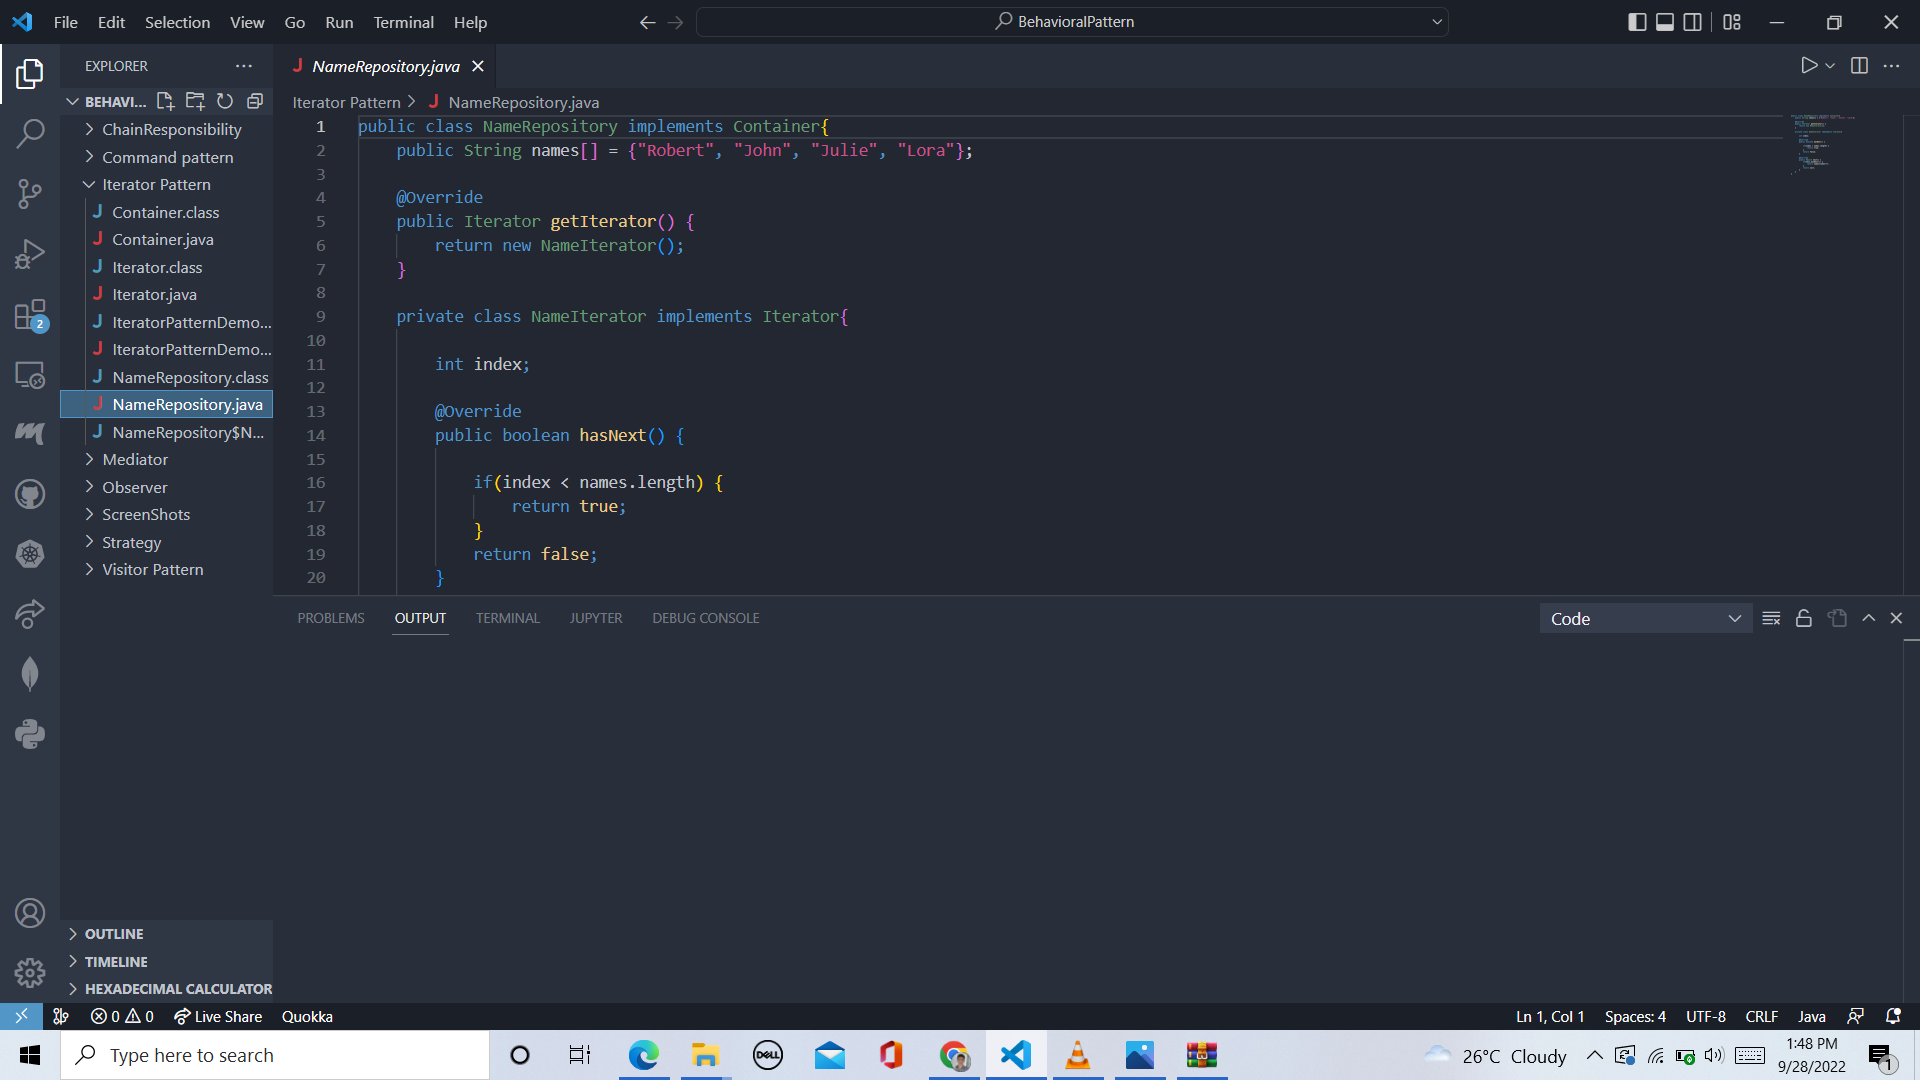 File Edit Selection View Go Run Terminal Help
BehavioralPattern
EXPLORER
NameRepository.java
BEHAVI...
Iterator Pattern > NameRepository.java
ChainResponsibility
Command pattern
Iterator Pattern
Container.class
Container.java
Iterator.class
Iterator.java
IteratorPatternDemo...
IteratorPatternDemo...
NameRepository.class
NameRepository.java
NameRepository$N...
Mediator
Observer
ScreenShots
Strategy
Visitor Pattern
OUTLINE
TIMELINE
HEXADECIMAL CALCULATOR
2
1 public class NameRepository implements Container{
2 public String names[] = {"Robert", "John", "Julie", "Lora"};
3
4 @Override
5 public Iterator getIterator() {
6 return new NameIterator();
7 }
8
9 private class NameIterator implements Iterator{
10
11 int index;
12
13 @Override
14 public boolean hasNext() {
15
16 if(index < names.length) {
17 return true;
18 }
19 return false;
20 }
PROBLEMS OUTPUT TERMINAL JUPYTER DEBUG CONSOLE
Code
0 0 Live Share Quokka
Ln 1, Col 1 Spaces: 4 UTF-8 CRLF Java
Type here to search
DELL
26°C Cloudy
1:48 PM
9/28/2022
1